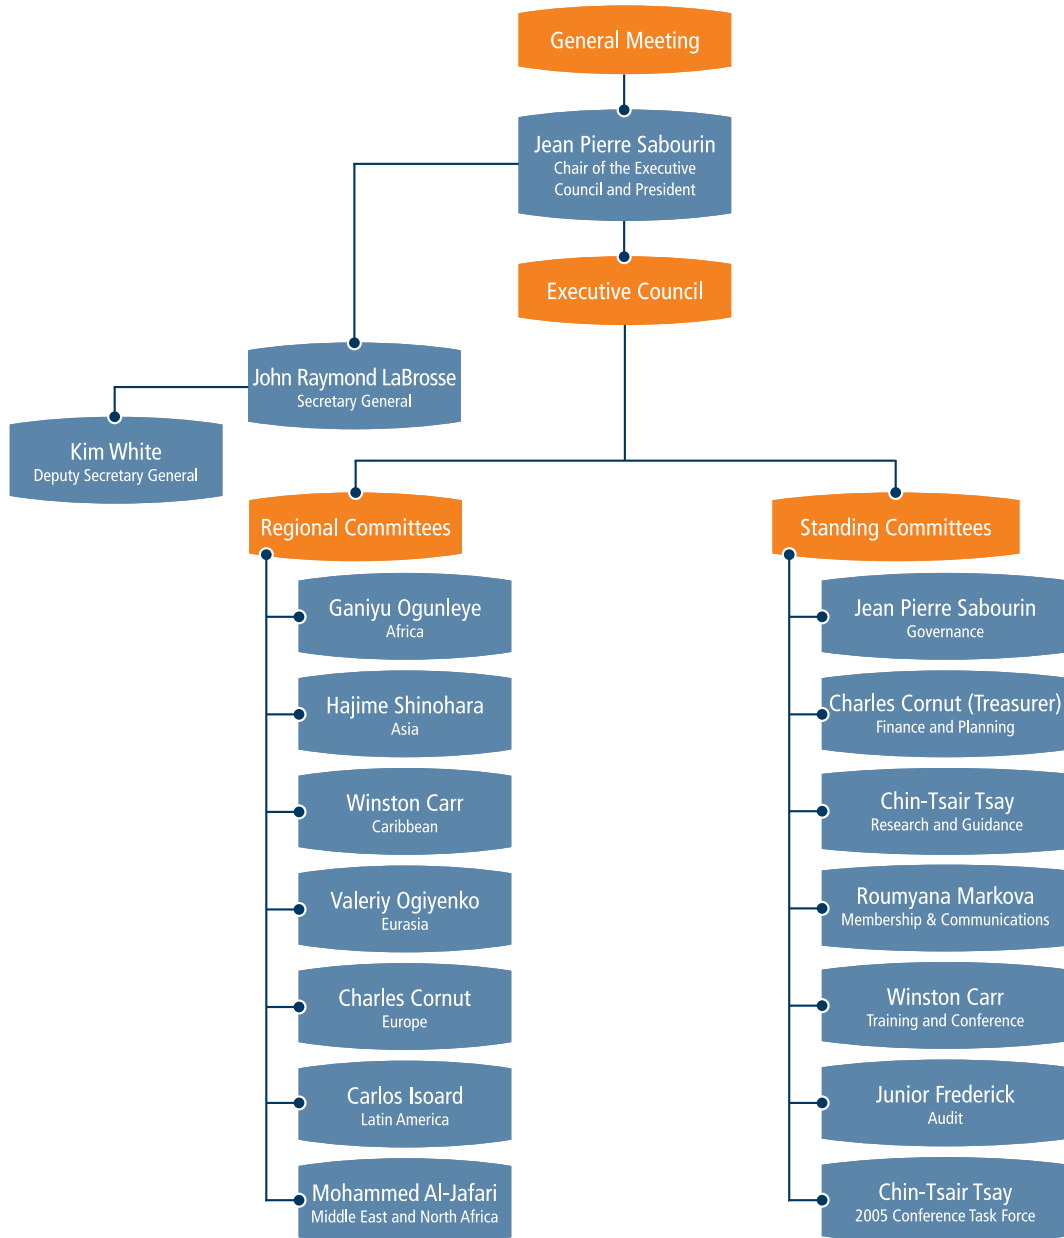 General Meeting
Jean Pierre Sabourin
Chair of the Executive
Council and President
Executive Council
John Raymond LaBrosse
Secretary General
Kim White
Deputy Secretary General
Regional Committees
Ganiyu Ogunleye
Africa
Hajime Shinohara
Asia
Winston Carr
Caribbean
Valeriy Ogiyenko
Eurasia
Charles Cornut
Europe
Carlos Isoard
Latin America
Mohammed Al-Jafari
Middle East and North Africa
Standing Committees
Jean Pierre Sabourin
Governance
Charles Cornut (Treasurer)
Finance and Planning
Chin-Tsair Tsay
Research and Guidance
Roumyana Markova
Membership & Communications
Winston Carr
Training and Conference
Junior Frederick
Audit
Chin-Tsair Tsay
2005 Conference Task Force